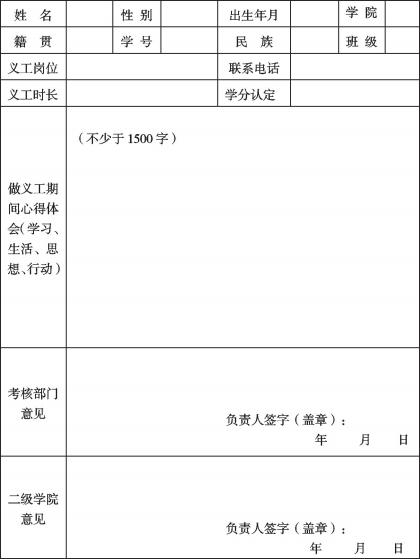 姓 名 性 别 出生年月 学 院
籍 贯 学 号 民 族 班 级
义工岗位 联系电话
义工时长 学分认定
（不少于 1500 字）
做义工期
间心得体
会（学习、
生活、思
想、行动）
考核部门
意见
负责人签字（盖章）：
年 月 日
二级学院
意见
负责人签字（盖章）：
年 月 日